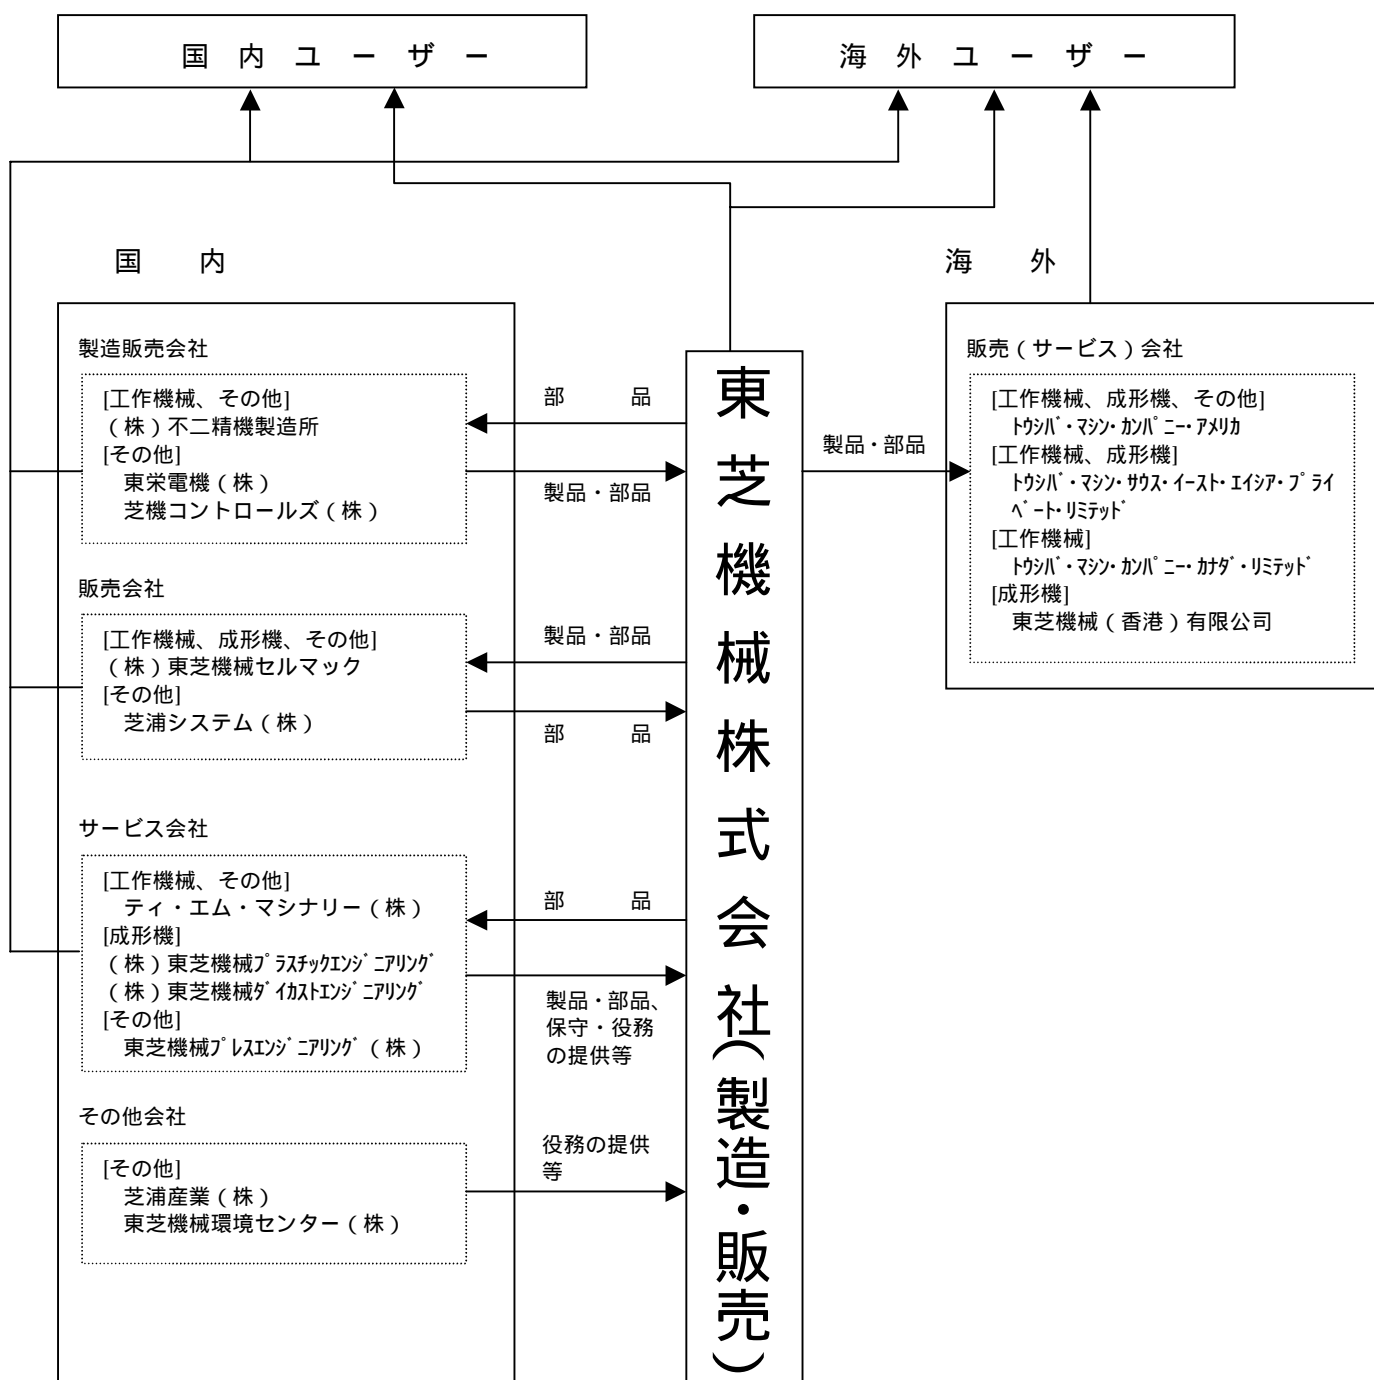 国内ユーザー
海外ユーザー
国内
海外
製造販売会社
[工作機械、その他]
（株）不二精機製造所
[その他]
東栄電機（株）
芝機コントロールズ（株）
販売会社
[工作機械、成形機、その他]
（株）東芝機械セルマック
[その他]
芝浦システム（株）
サービス会社
[工作機械、その他]
ティ・エム・マシナリー（株）
[成形機]
（株）東芝機械ﾌﾟﾗｽﾁｯｸｴﾝｼﾞﾆｱﾘﾝｸﾞ
（株）東芝機械ﾀﾞｲｶｽﾄｴﾝｼﾞﾆｱﾘﾝｸﾞ
[その他]
東芝機械ﾌﾟﾚｽｴﾝｼﾞﾆｱﾘﾝｸﾞ（株）
その他会社
[その他]
芝浦産業（株）
東芝機械環境センター（株）
部品
製品・部品
製品・部品
部品
部品
製品・部品、
保守・役務
の提供等
役務の提供
等
東芝機械株式会社(製造・販売)
製品・部品
販売（サービス）会社
[工作機械、成形機、その他]
ﾄｳｼﾊﾞ・ﾏｼﾝ・ｶﾝﾊﾟﾆｰ・ｱﾒﾘｶ
[工作機械、成形機]
ﾄｳｼﾊﾞ・ﾏｼﾝ・ｻｳｽ・ｲｰｽﾄ・ｴｲｼｱ・ﾌﾟﾗｲ
ﾍﾞｰﾄ・ﾘﾐﾃｯﾄﾞ
[工作機械]
ﾄｳｼﾊﾞ・ﾏｼﾝ・ｶﾝﾊﾟﾆｰ・ｶﾅﾀﾞ・ﾘﾐﾃｯﾄﾞ
[成形機]
東芝機械（香港）有限公司